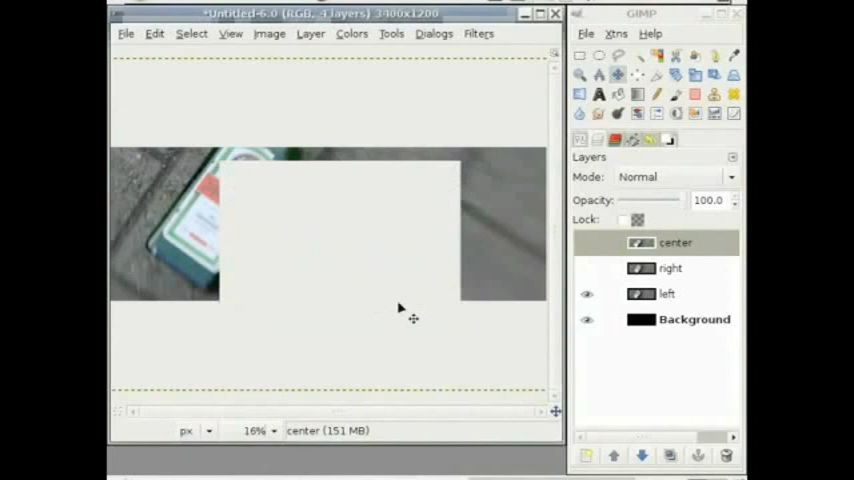 *Untitled-6.0 (RGB, 4 layers) 3400x1200
File Edit Select View Image Layer Colors Tools Dialogs Filters
px 16% center (151 MB)
GIMP
File Xtns Help
Layers
Mode: Normal
Opacity: 100.0
Lock:
center
right
left
Background